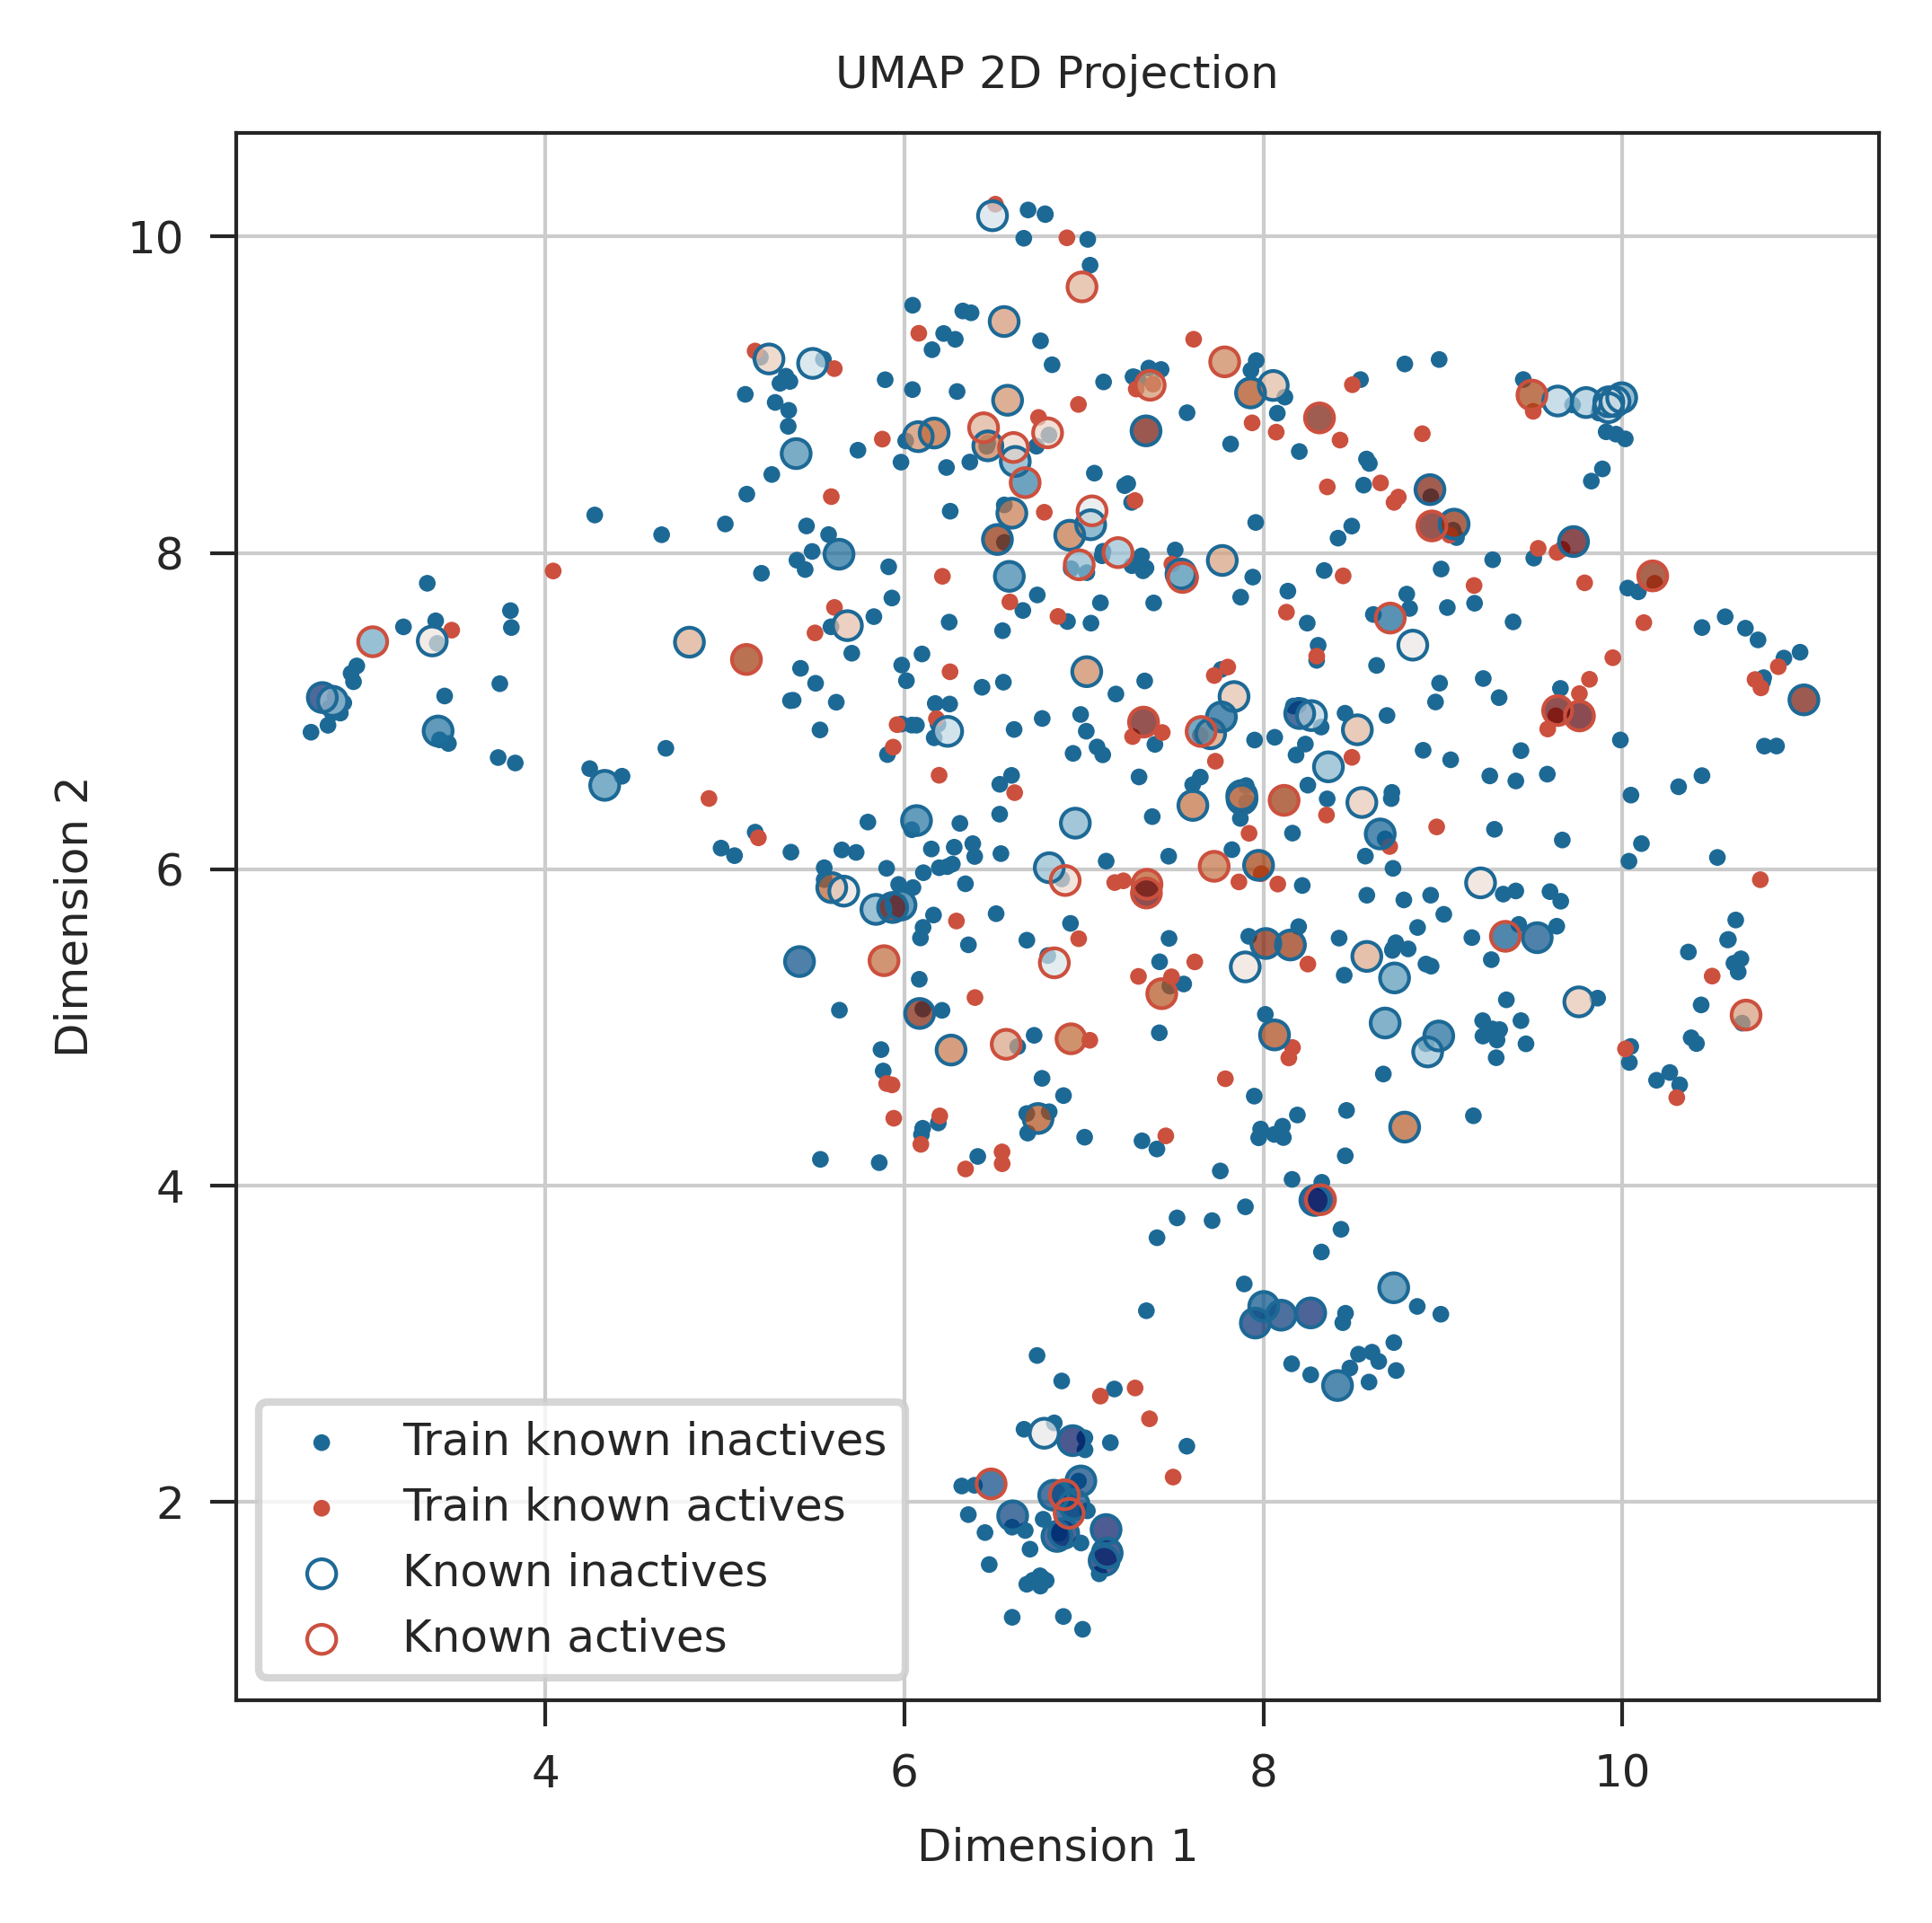 UMAP 2D Projection
10
8
6
4
2
Dimension 2
Train known inactives
Train known actives
Known inactives
Known actives
4
6
8
10
Dimension 1